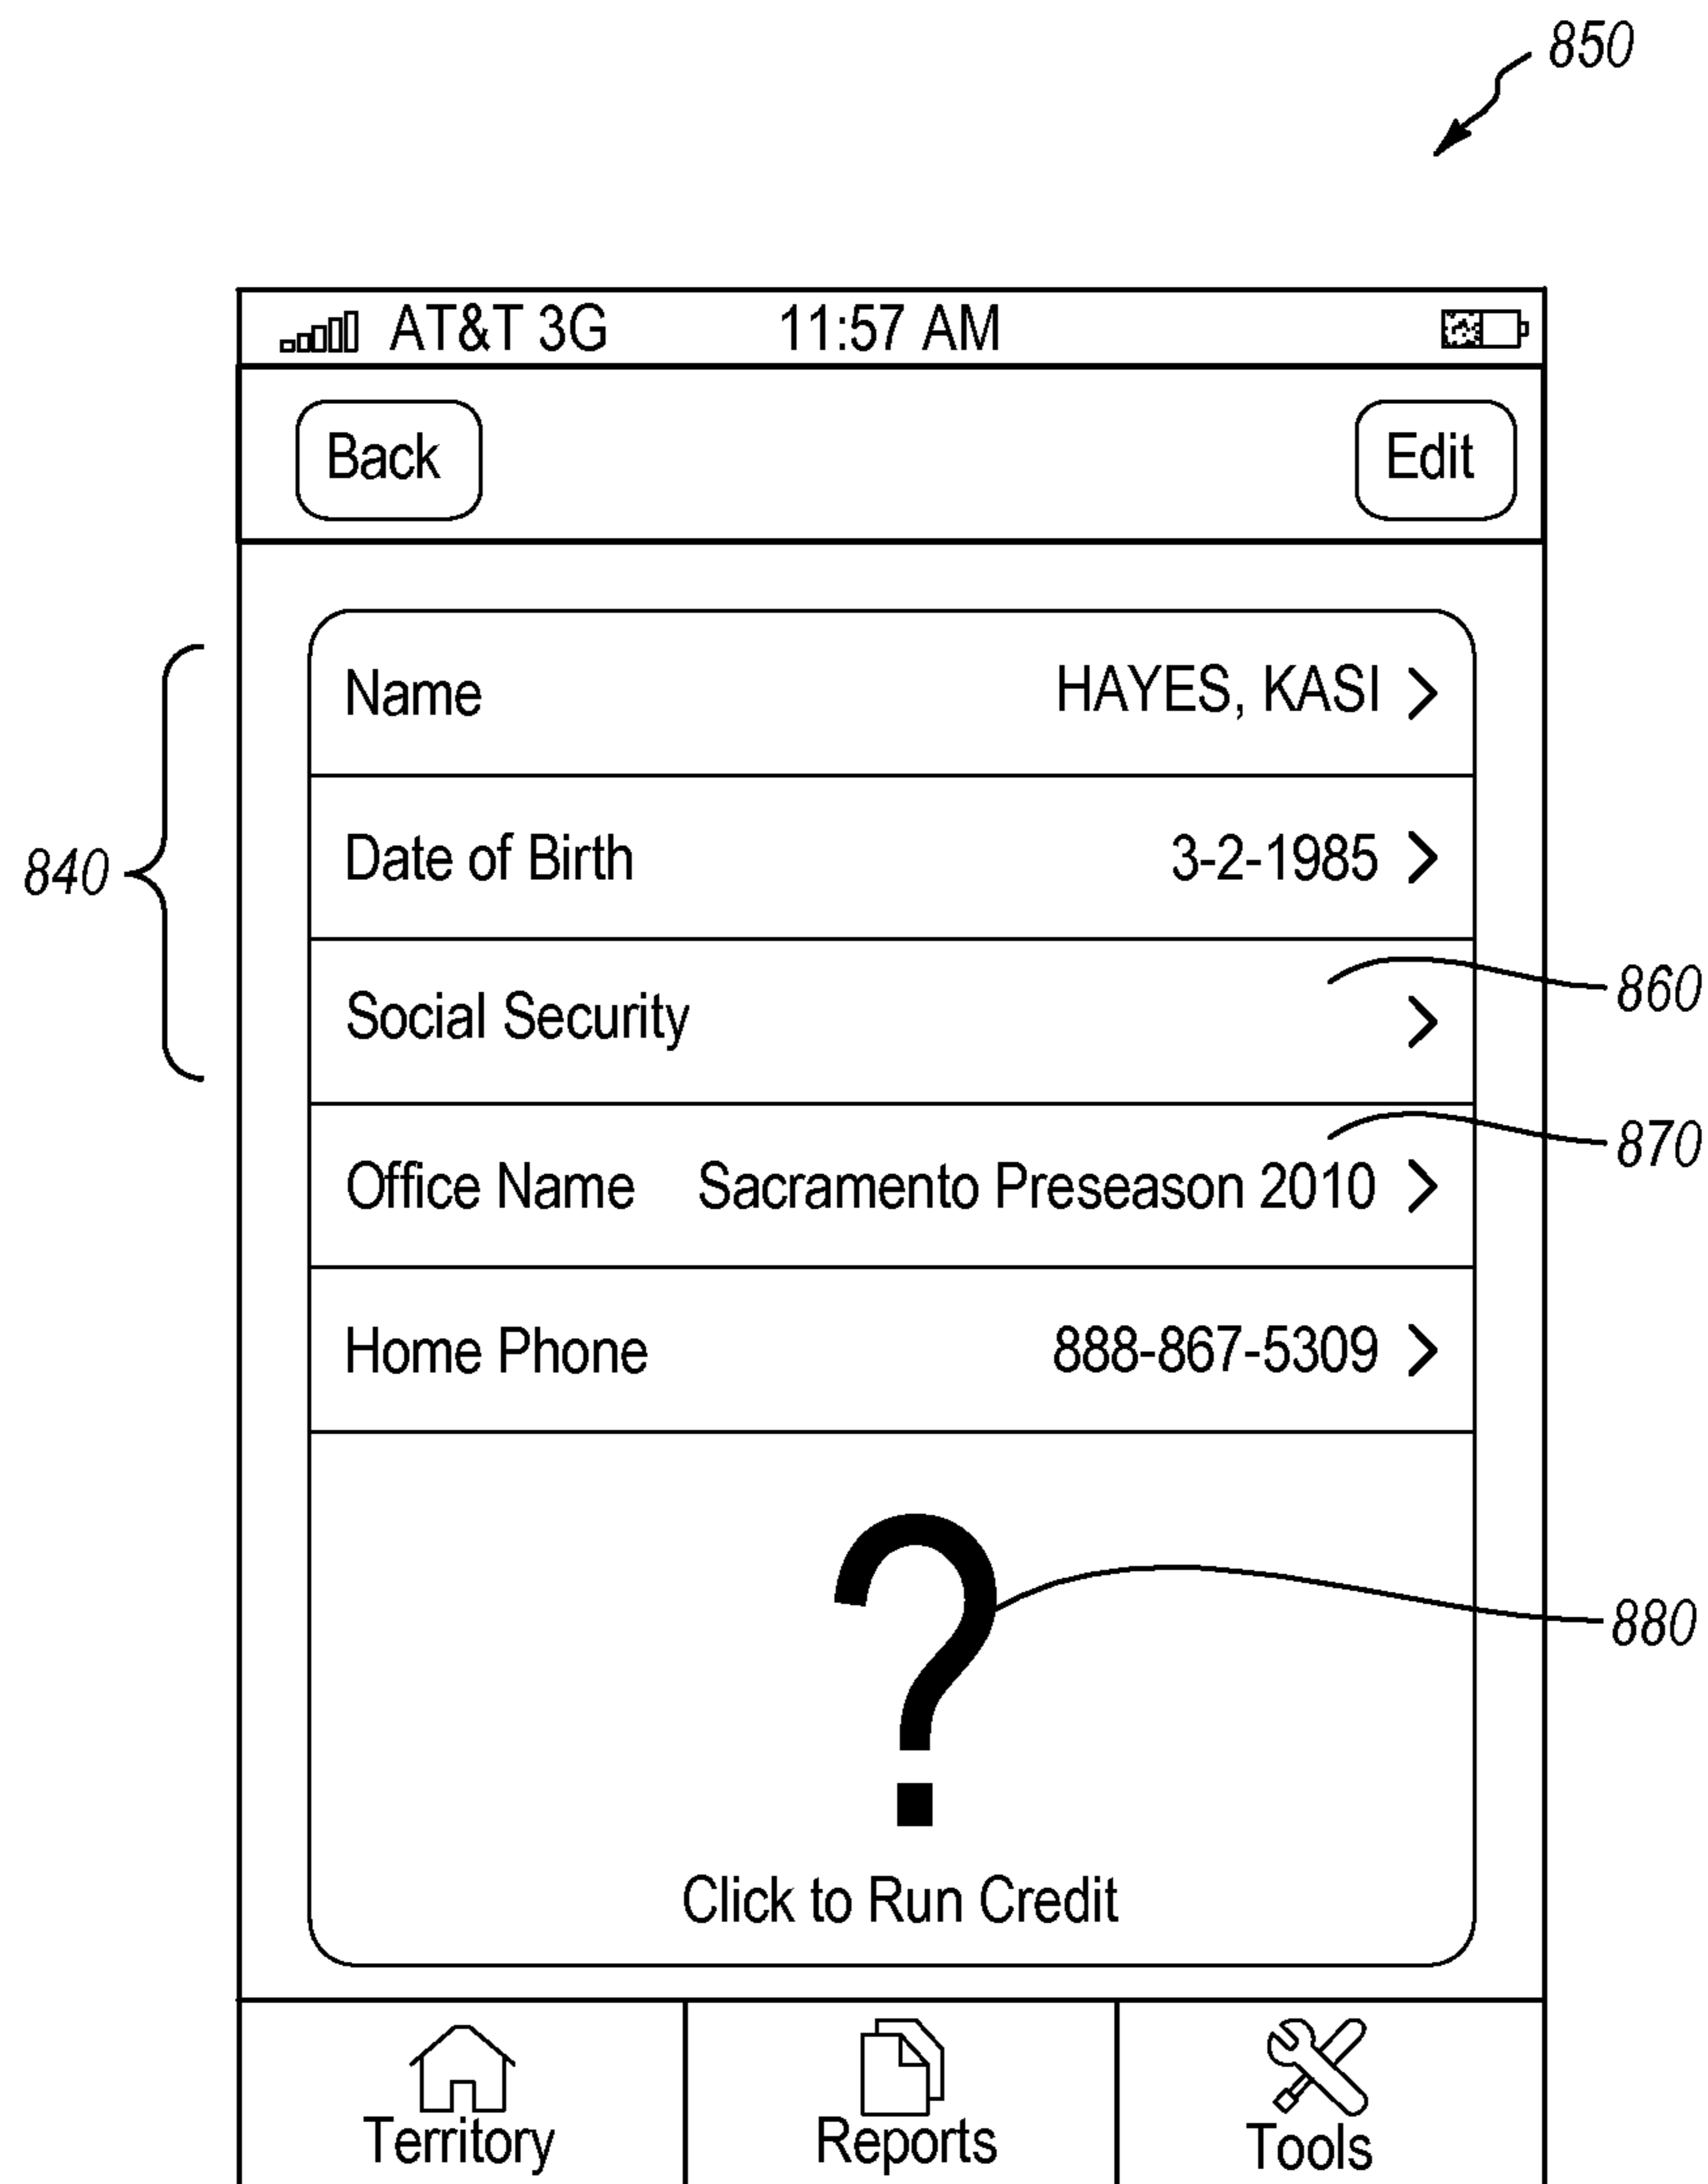 850
AT&T 3G 11:57 AM
Back Edit
Name HAYES, KASI >
840
Date of Birth 3-2-1985 >
860
Social Security >
870
Office Name Sacramento Preseason 2010 >
Home Phone 888-867-5309 >
?
880
Click to Run Credit
Territory Reports Tools